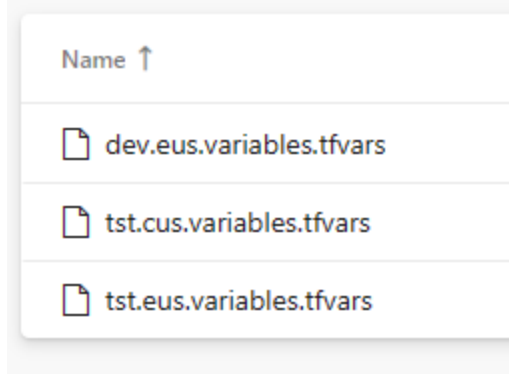 Name ↑
dev.eus.variables.tfvars
tst.cus.variables.tfvars
tst.eus.variables.tfvars